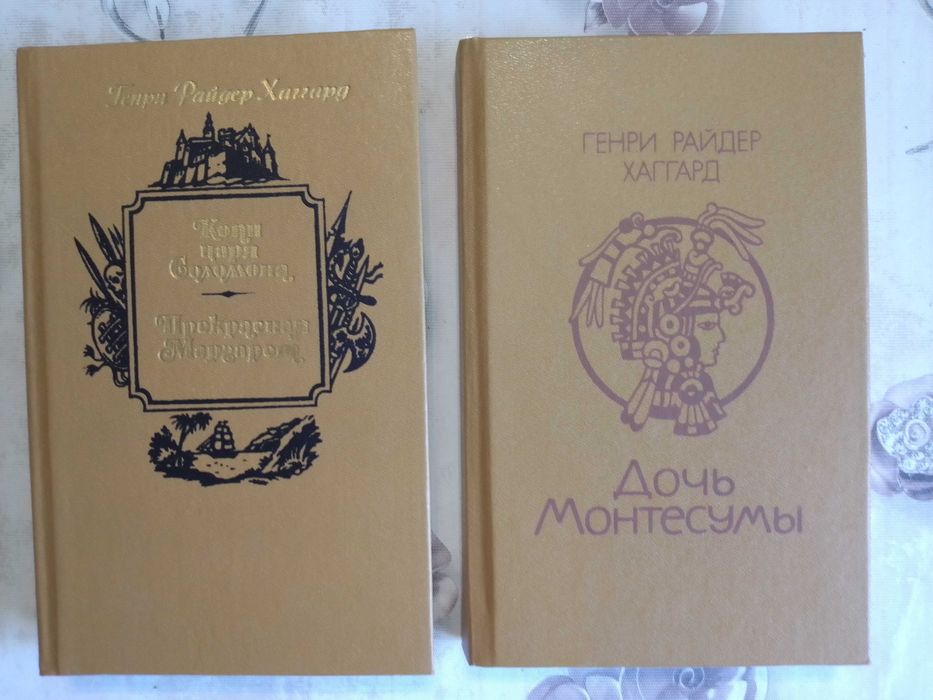 Генри Райдер Хаггард
Копи
царя
Соломона
Прекрасная
Маргарет
ГЕНРИ РАЙДЕР
ХАГГАРД
Дочь
Монтесумы